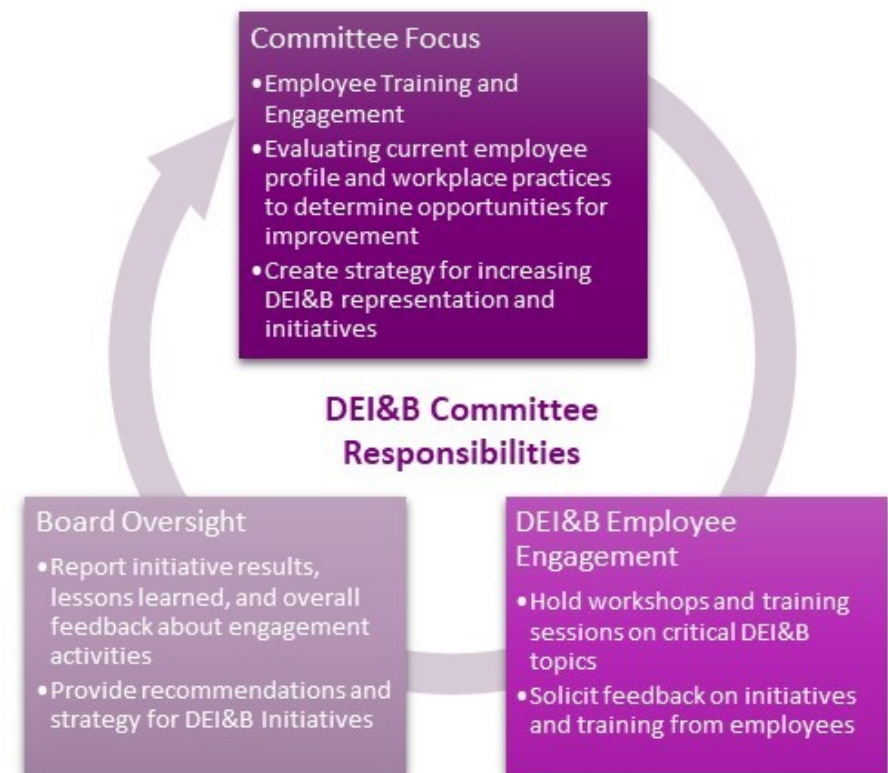 Committee Focus
•Employee Training and
Engagement
•Evaluating current employee
profile and workplace practices
to determine opportunities for
improvement
•Create strategy for increasing
DEI&B representation and
initiatives
DEI&B Committee
Responsibilities
Board Oversight
•Report initiative results,
lessons learned, and overall
feedback about engagement
activities
•Provide recommendations and
strategy for DEI&B Initiatives
DEI&B Employee
Engagement
•Hold workshops and training
sessions on critical DEI&B
topics
•Solicit feedback on initiatives
and training from employees